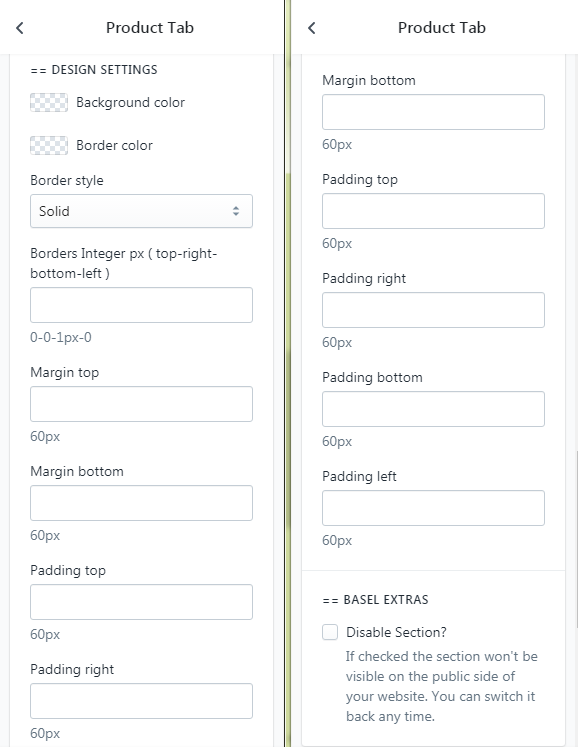 Product Tab
== DESIGN SETTINGS
Background color
Border color
Border style
Solid
Borders Integer px ( top-right-
bottom-left )
0-0-1px-0
Margin top
60px
Margin bottom
60px
Padding top
60px
Padding right
60px
Product Tab
Margin bottom
60px
Padding top
60px
Padding right
60px
Padding bottom
60px
Padding left
60px
== BASEL EXTRAS
Disable Section?
If checked the section won't be
visible on the public side of
your website. You can switch it
back any time.